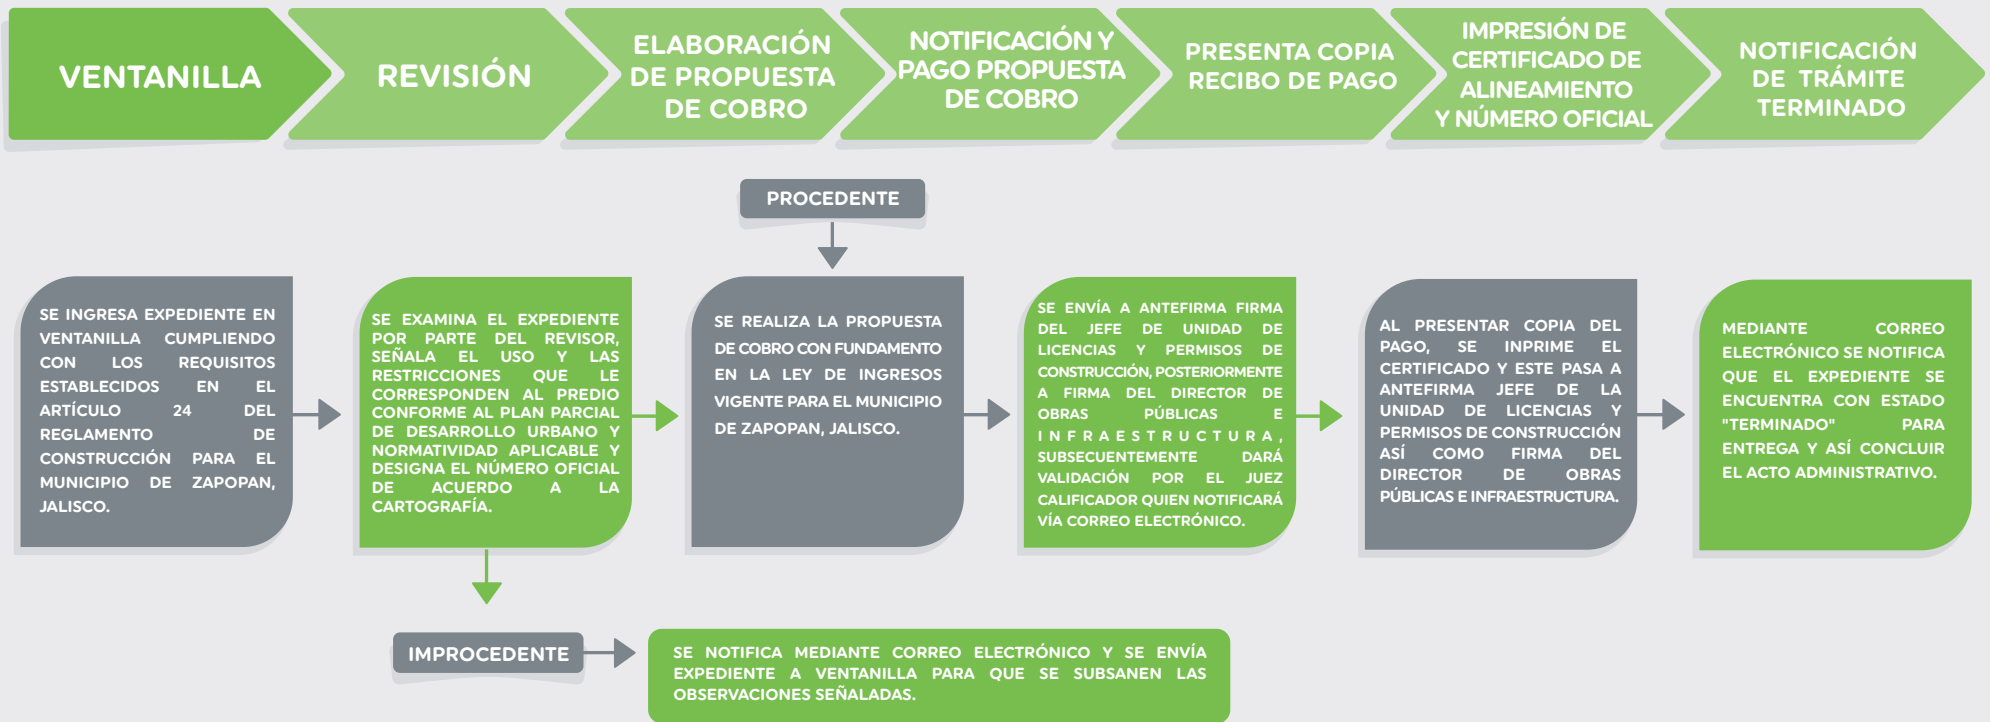 VENTANILLA
REVISIÓN
ELABORACIÓN
DE PROPUESTA
DE COBRO
NOTIFICACIÓN Y
PAGO PROPUESTA
DE COBRO
PRESENTA COPIA
RECIBO DE PAGO
IMPRESIÓN DE
CERTIFICADO DE
ALINEAMIENTO
Y NÚMERO OFICIAL
NOTIFICACIÓN
DE TRÁMITE
TERMINADO
PROCEDENTE
SE INGRESA EXPEDIENTE EN
VENTANILLA CUMPLIENDO
CON LOS REQUISITOS
ESTABLECIDOS EN EL
ARTÍCULO 24 DEL
REGLAMENTO DE
CONSTRUCCIÓN PARA EL
MUNICIPIO DE ZAPOPAN,
JALISCO.
SE EXAMINA EL EXPEDIENTE
POR PARTE DEL REVISOR,
SEÑALA EL USO Y LAS
RESTRICCIONES QUE LE
CORRESPONDEN AL PREDIO
CONFORME AL PLAN PARCIAL
DE DESARROLLO URBANO Y
NORMATIVIDAD APLICABLE Y
DESIGNA EL NÚMERO OFICIAL
DE ACUERDO A LA
CARTOGRAFÍA.
SE REALIZA LA PROPUESTA
DE COBRO CON FUNDAMENTO
EN LA LEY DE INGRESOS
VIGENTE PARA EL MUNICIPIO
DE ZAPOPAN, JALISCO.
SE ENVÍA A ANTEFIRMA FIRMA
DEL JEFE DE UNIDAD DE
LICENCIAS Y PERMISOS DE
CONSTRUCCIÓN, POSTERIORMENTE
A FIRMA DEL DIRECTOR DE
OBRAS PÚBLICAS E
INFRAESTRUCTURA,
SUBSECUENTEMENTE DARÁ
VALIDACIÓN POR EL JUEZ
CALIFICADOR QUIEN NOTIFICARÁ
VÍA CORREO ELECTRÓNICO.
AL PRESENTAR COPIA DEL
PAGO, SE INPRIME EL
CERTIFICADO Y ESTE PASA A
ANTEFIRMA JEFE DE LA
UNIDAD DE LICENCIAS Y
PERMISOS DE CONSTRUCCIÓN
ASÍ COMO FIRMA DEL
DIRECTOR DE OBRAS
PÚBLICAS E INFRAESTRUCTURA.
MEDIANTE CORREO
ELECTRÓNICO SE NOTIFICA
QUE EL EXPEDIENTE SE
ENCUENTRA CON ESTADO
"TERMINADO" PARA
ENTREGA Y ASÍ CONCLUIR
EL ACTO ADMINISTRATIVO.
IMPROCEDENTE
SE NOTIFICA MEDIANTE CORREO ELECTRÓNICO Y SE ENVÍA
EXPEDIENTE A VENTANILLA PARA QUE SE SUBSANEN LAS
OBSERVACIONES SEÑALADAS.